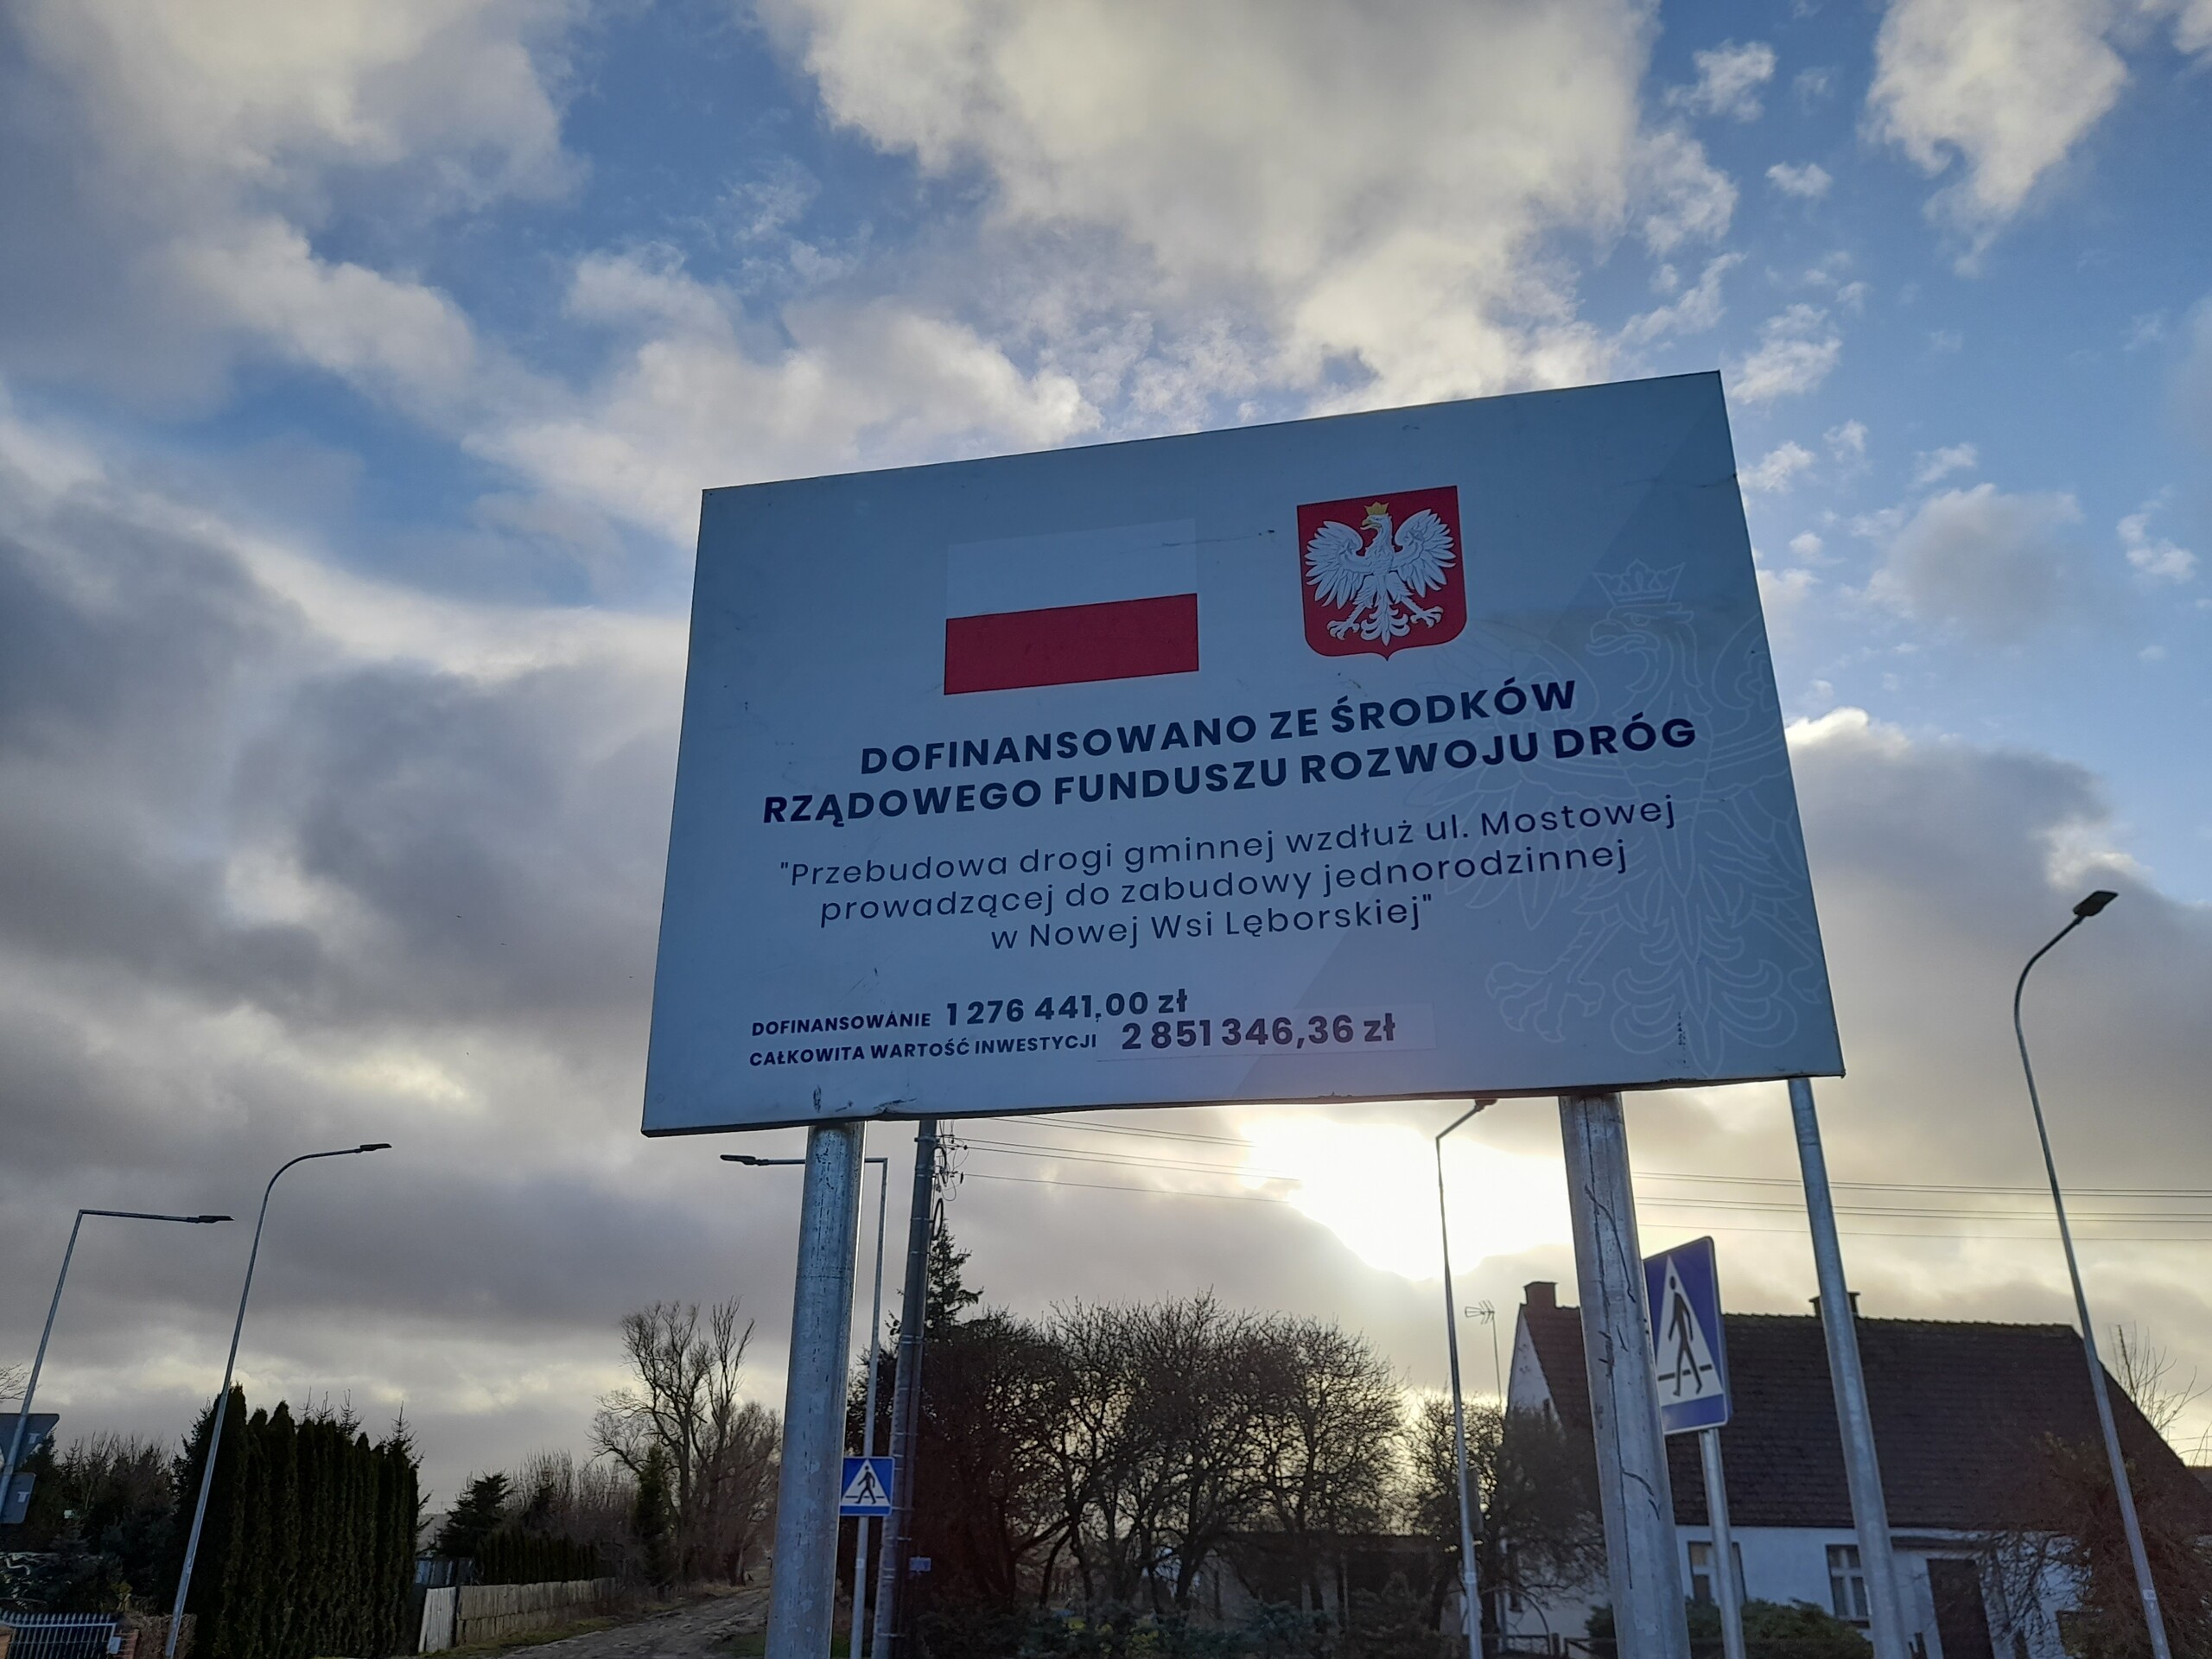 DOFINANSOWANO ZE ŚRODKÓW
RZĄDOWEGO FUNDUSZU ROZWOJU DRÓG
"Przebudowa drogi gminnej wzdłuż ul. Mostowej
prowadzącej do zabudowy jednorodzinnej
w Nowej Wsi Lęborskiej"
DOFINANSOWANIE 1 276 441,00 zł
CAŁKOWITA WARTOŚĆ INWESTYCJI 2 851 346,36 zł